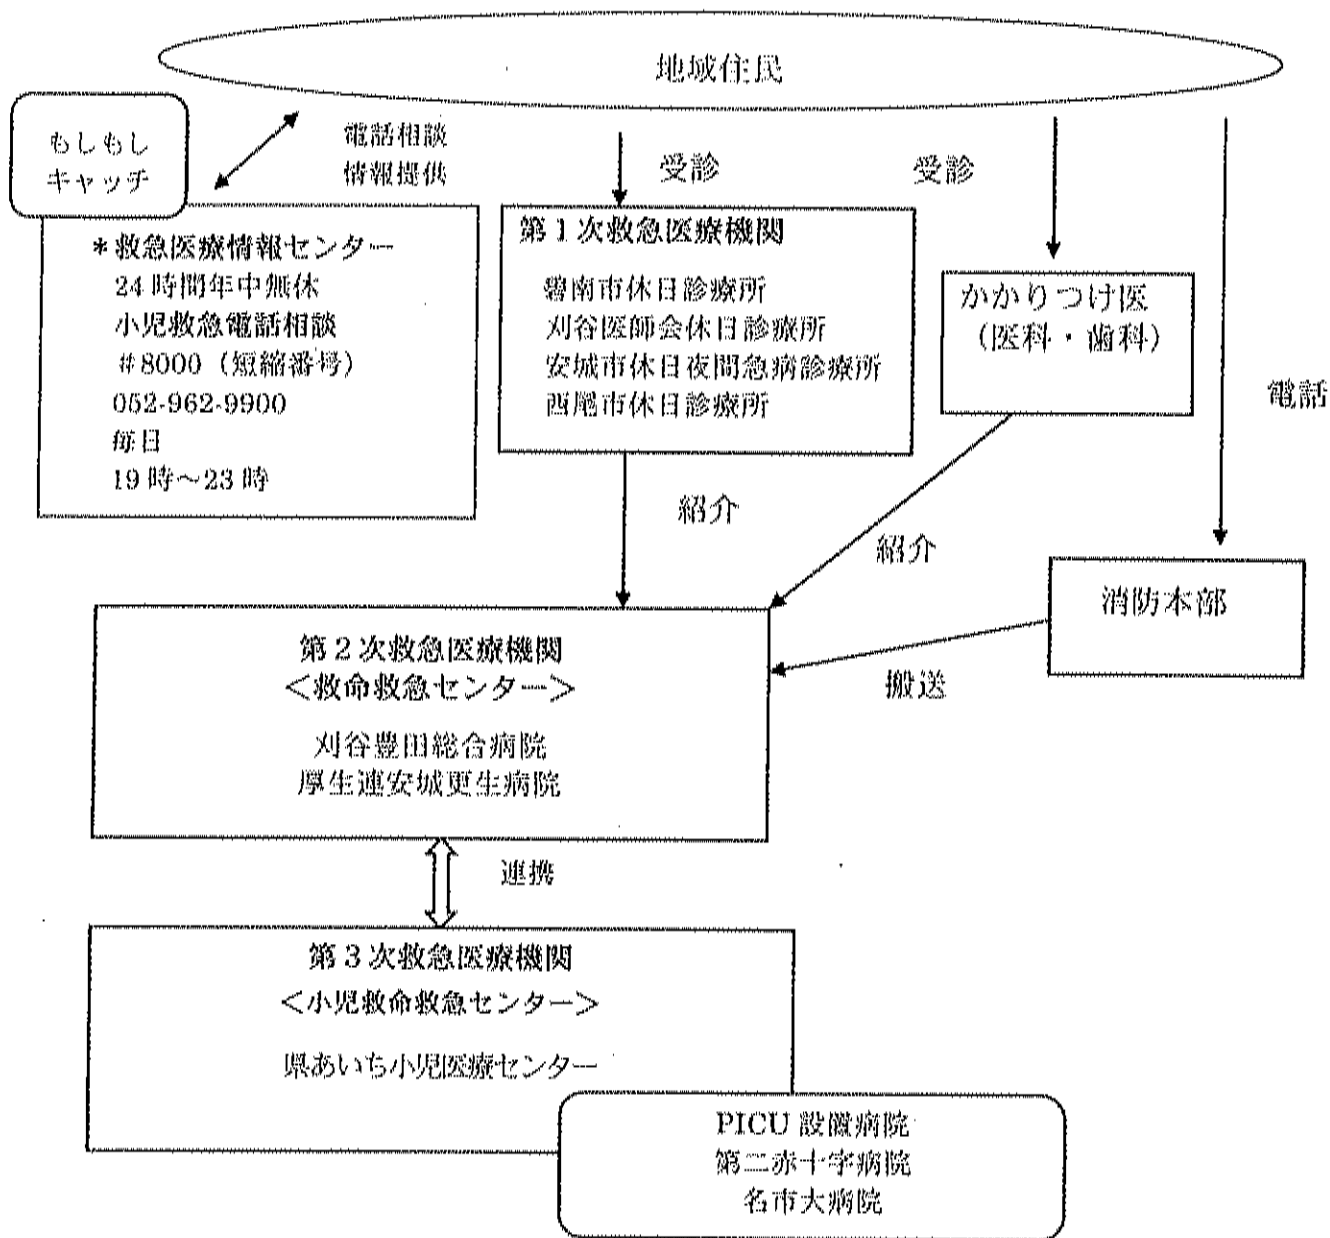 地域住民
もしもし
キャッチ
電話相談
情報提供
受診
受診
電話
*救急医療情報センター
24時間年中無休
小児救急電話相談
#8000（短縮番号）
052-962-9900
毎日
19時～23時
第1次救急医療機関
碧南市休日診療所
刈谷医師会休日診療所
安城市休日夜間急病診療所
西尾市休日診療所
かかりつけ医
（医科・歯科）
紹介
紹介
消防本部
搬送
第2次救急医療機関
＜救命救急センター＞
刈谷豊田総合病院
厚生連安城更生病院
連携
第3次救急医療機関
＜小児救命救急センター＞
県あいち小児医療センター
PICU設置病院
第二赤十字病院
名市大病院